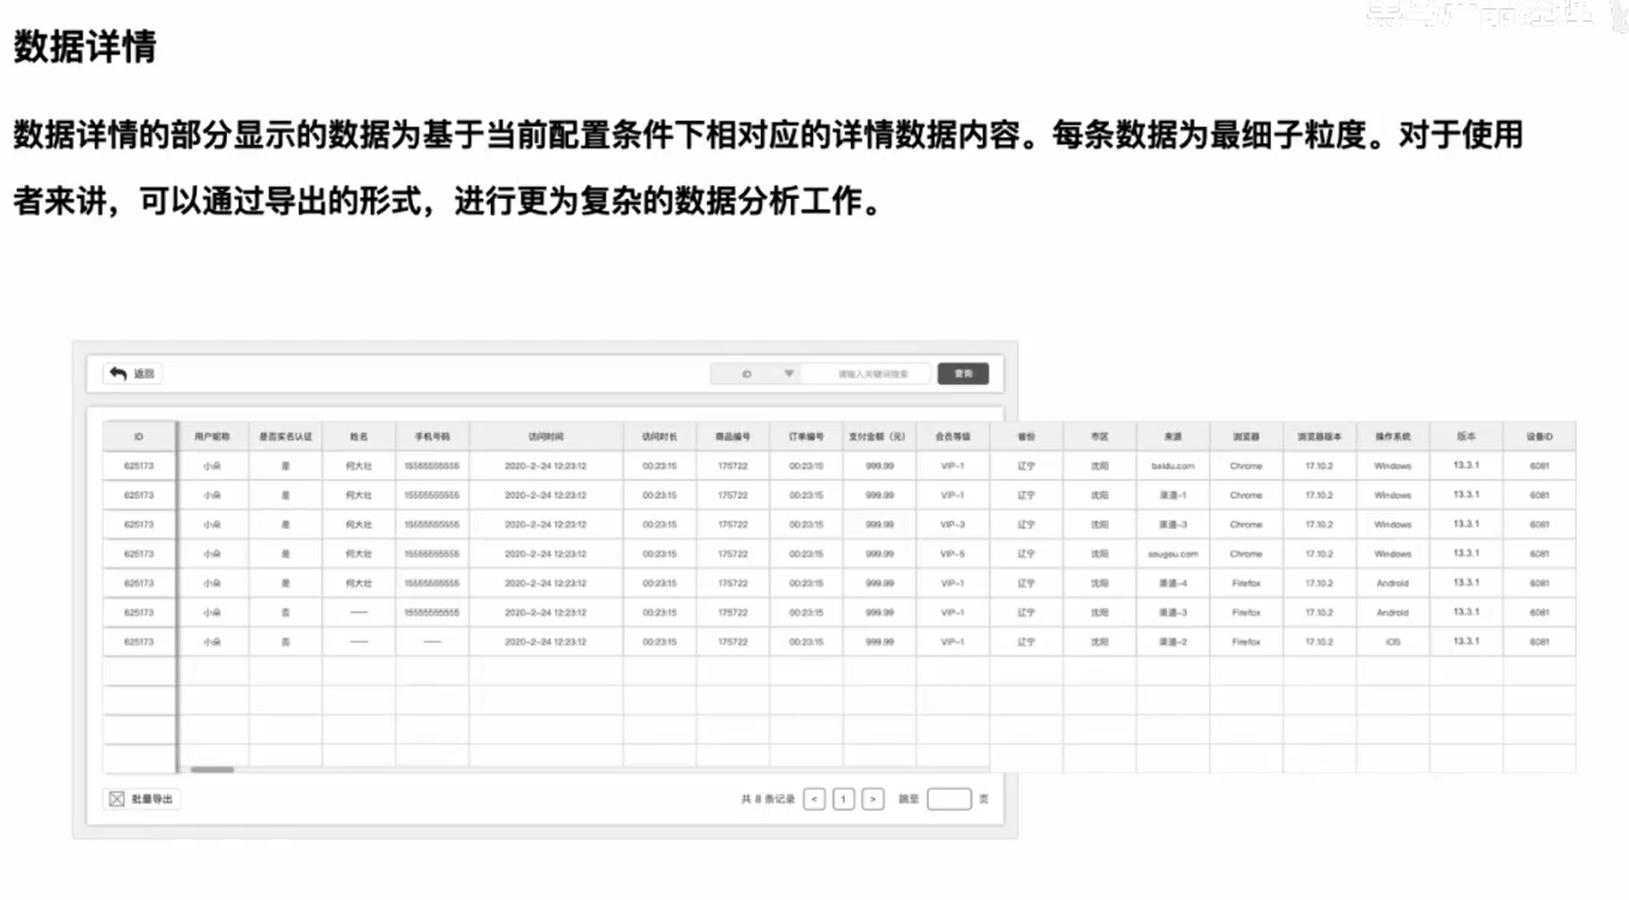 黑马产品经理
数据详情
数据详情的部分显示的数据为基于当前配置条件下相对应的详情数据内容。每条数据为最细子粒度。对于使用
者来讲，可以通过导出的形式，进行更为复杂的数据分析工作。
返回 ID 请输入关键词搜索 查询
ID 用户昵称 是否实名认证 姓名 手机号码 访问时间 访问时长 商品编号 订单编号 支付金额（元） 会员等级 省份 市区 来源 浏览器 浏览器版本 操作系统 版本 设备ID
625173 小朵 是 何大壮 15555555555 2020-2-24 12:23:12 00:23:15 175722 00:23:15 999.99 VIP-1 辽宁 沈阳 baidu.com Chrome 17.10.2 Windows 13.3.1 6081
625173 小朵 是 何大壮 15555555555 2020-2-24 12:23:12 00:23:15 175722 00:23:15 999.99 VIP-1 辽宁 沈阳 渠道-1 Chrome 17.10.2 Windows 13.3.1 6081
625173 小朵 是 何大壮 15555555555 2020-2-24 12:23:12 00:23:15 175722 00:23:15 999.99 VIP-3 辽宁 沈阳 渠道-3 Chrome 17.10.2 Windows 13.3.1 6081
625173 小朵 是 何大壮 15555555555 2020-2-24 12:23:12 00:23:15 175722 00:23:15 999.99 VIP-5 辽宁 沈阳 sougou.com Chrome 17.10.2 Windows 13.3.1 6081
625173 小朵 是 何大壮 15555555555 2020-2-24 12:23:12 00:23:15 175722 00:23:15 999.99 VIP-1 辽宁 沈阳 渠道-4 Firefox 17.10.2 Android 13.3.1 6081
625173 小朵 否 —— 15555555555 2020-2-24 12:23:12 00:23:15 175722 00:23:15 999.99 VIP-1 辽宁 沈阳 渠道-3 Firefox 17.10.2 Android 13.3.1 6081
625173 小朵 否 —— —— 2020-2-24 12:23:12 00:23:15 175722 00:23:15 999.99 VIP-1 辽宁 沈阳 渠道-2 Firefox 17.10.2 iOS 13.3.1 6081
批量导出 共 8 条记录 < 1 > 跳至 页